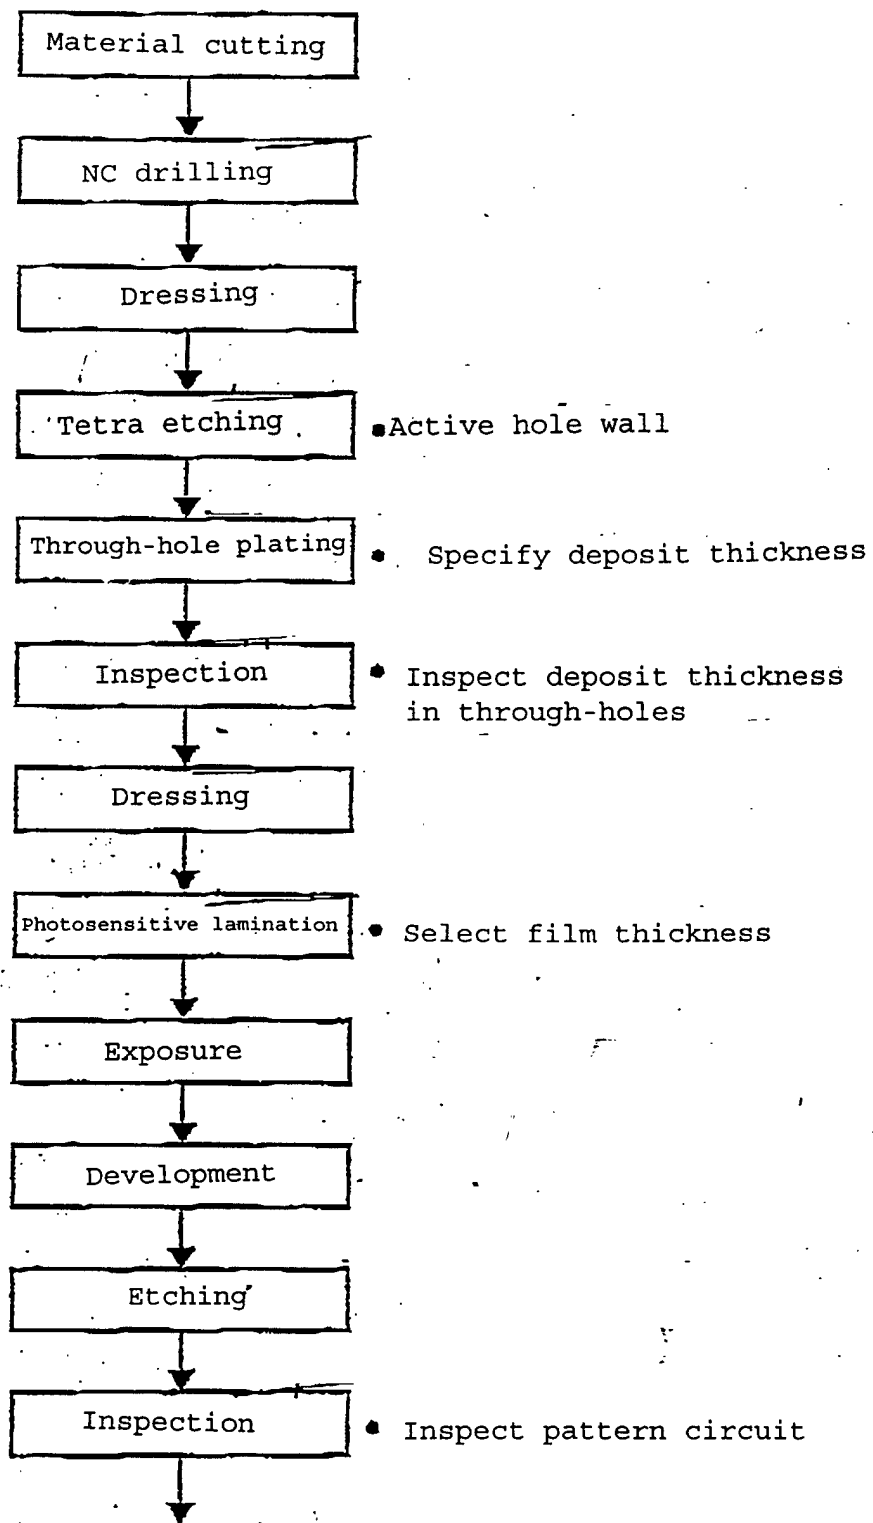 Material cutting
NC drilling
Dressing
Tetra etching
•Active hole wall
Through-hole plating
• Specify deposit thickness
Inspection
• Inspect deposit thickness
in through-holes
Dressing
Photosensitive lamination
• Select film thickness
Exposure
Development
Etching
Inspection
• Inspect pattern circuit